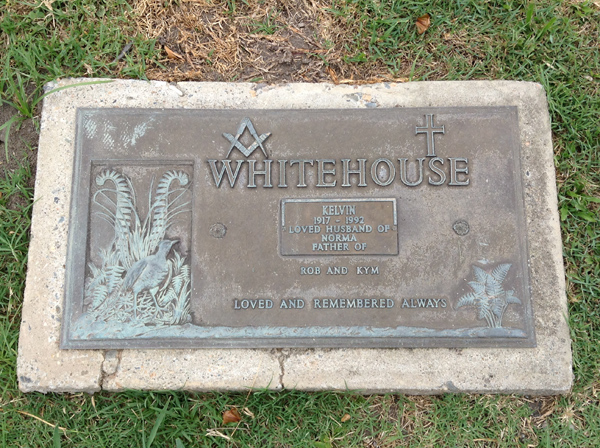 WHITEHOUSE
KELVIN
1917 - 1992
LOVED HUSBAND OF
NORMA
FATHER OF
ROB AND KYM
LOVED AND REMEMBERED ALWAYS